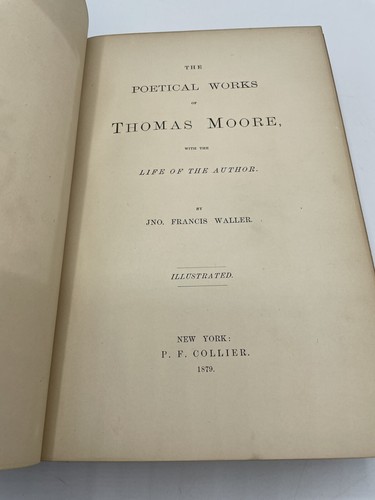 THE
POETICAL WORKS
OF
THOMAS MOORE,
WITH THE
LIFE OF THE AUTHOR.
BY
JNO. FRANCIS WALLER.
ILLUSTRATED.
NEW YORK:
P. F. COLLIER.
1879.